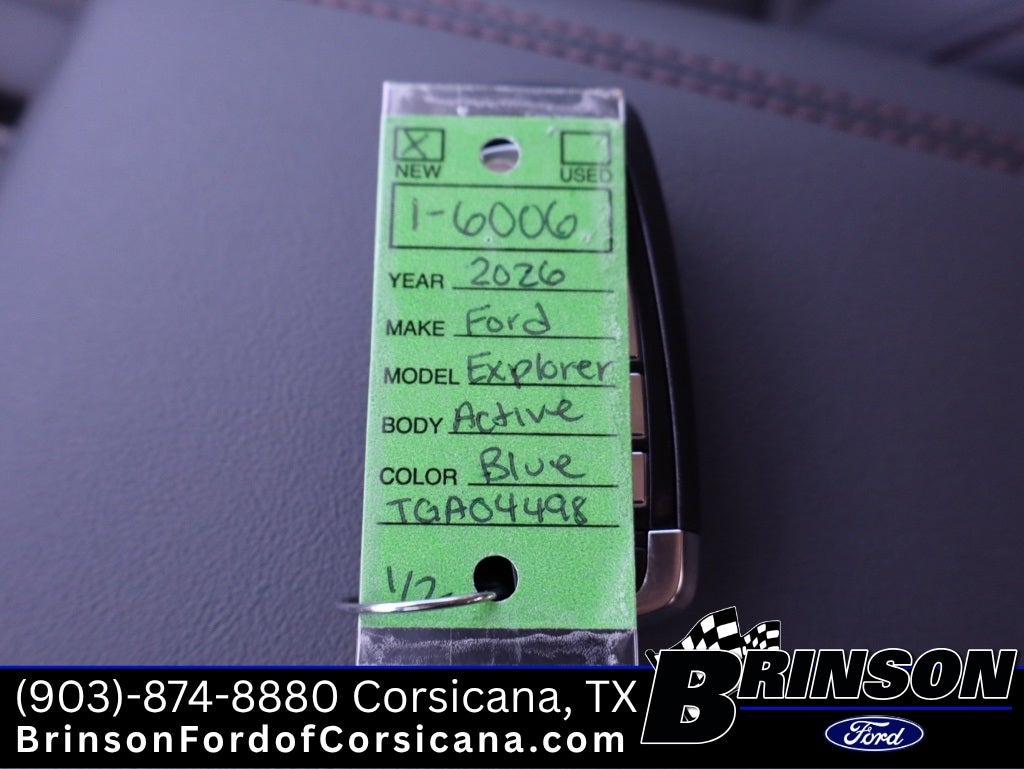 NEW USED
1-6006
YEAR 2026
MAKE Ford
MODEL Explorer
BODY Active
COLOR Blue
TGA04498
1/2
(903)-874-8880 Corsicana, TX
BrinsonFordofCorsicana.com
BRINSON
Ford